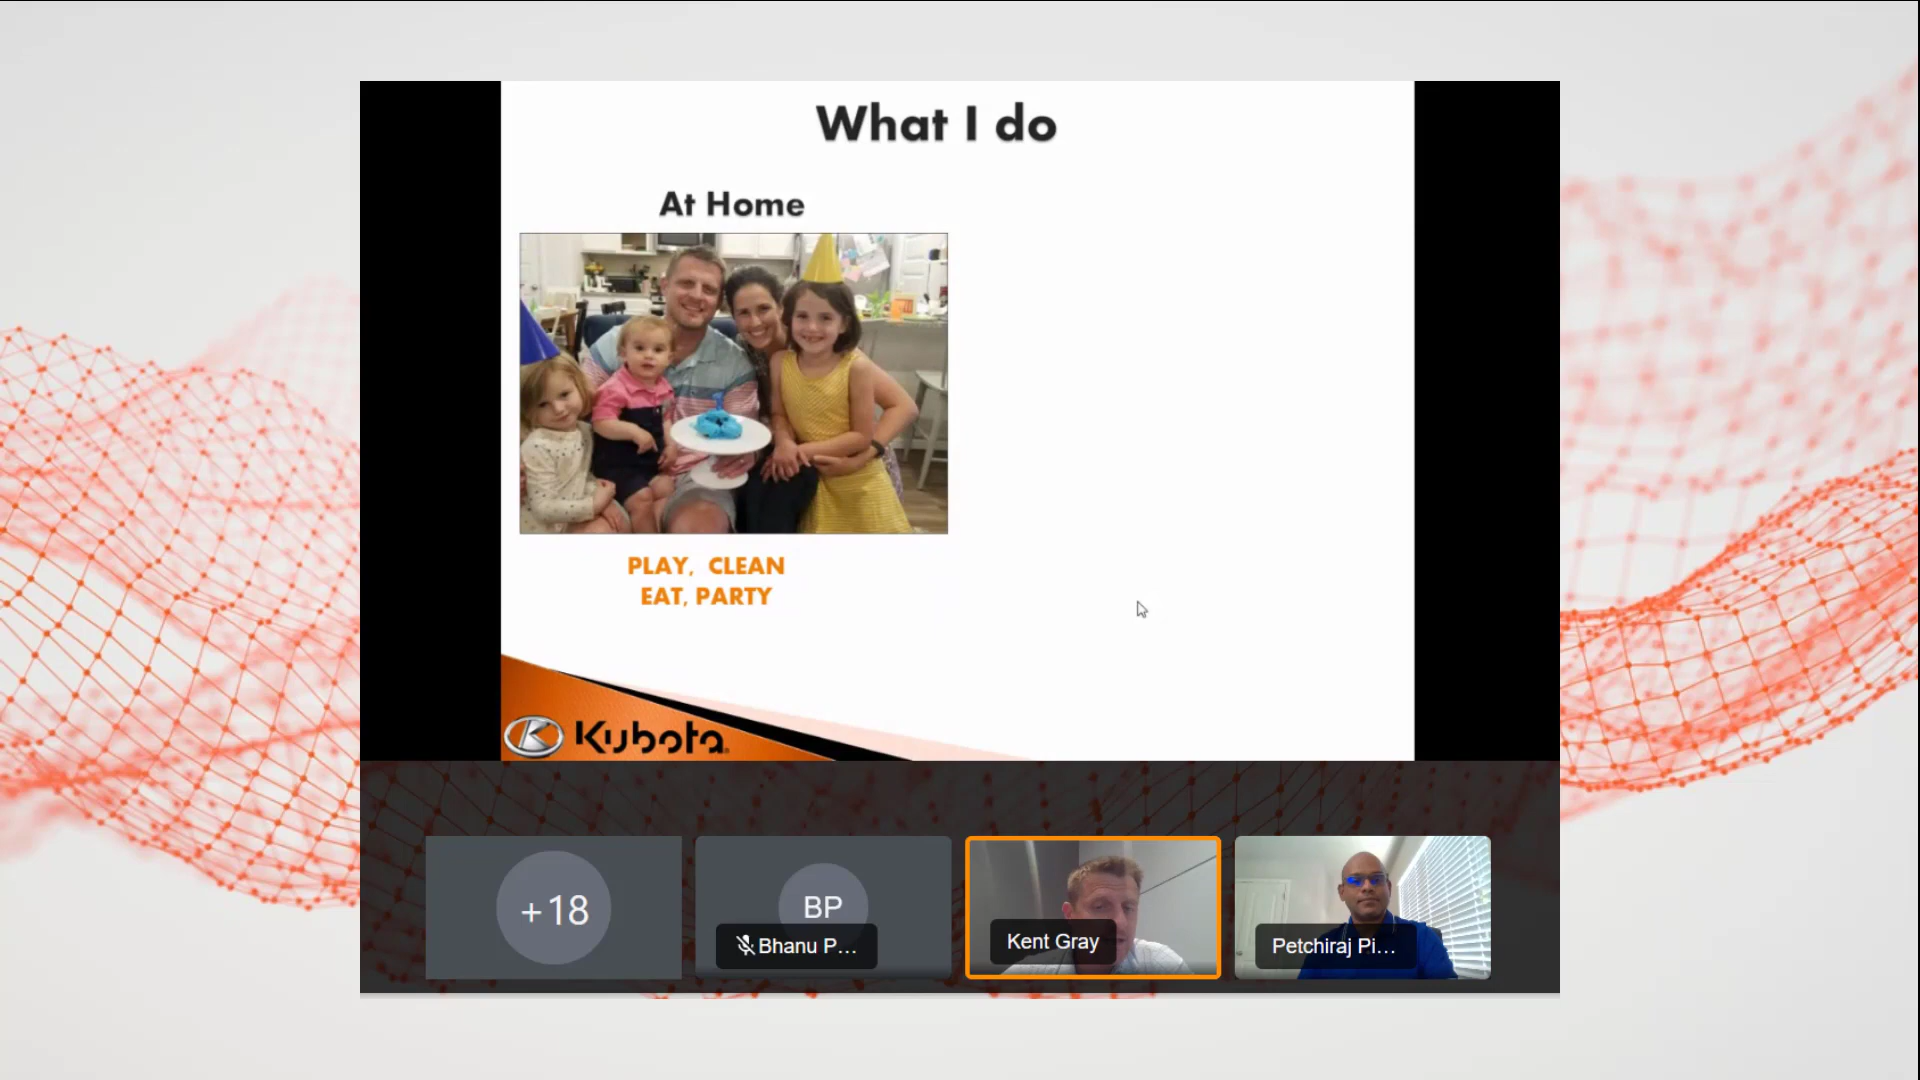 What I do
At Home
PLAY, CLEAN
EAT, PARTY
Kubota
+18
BP
Bhanu P...
Kent Gray
Petchiraj Pi...